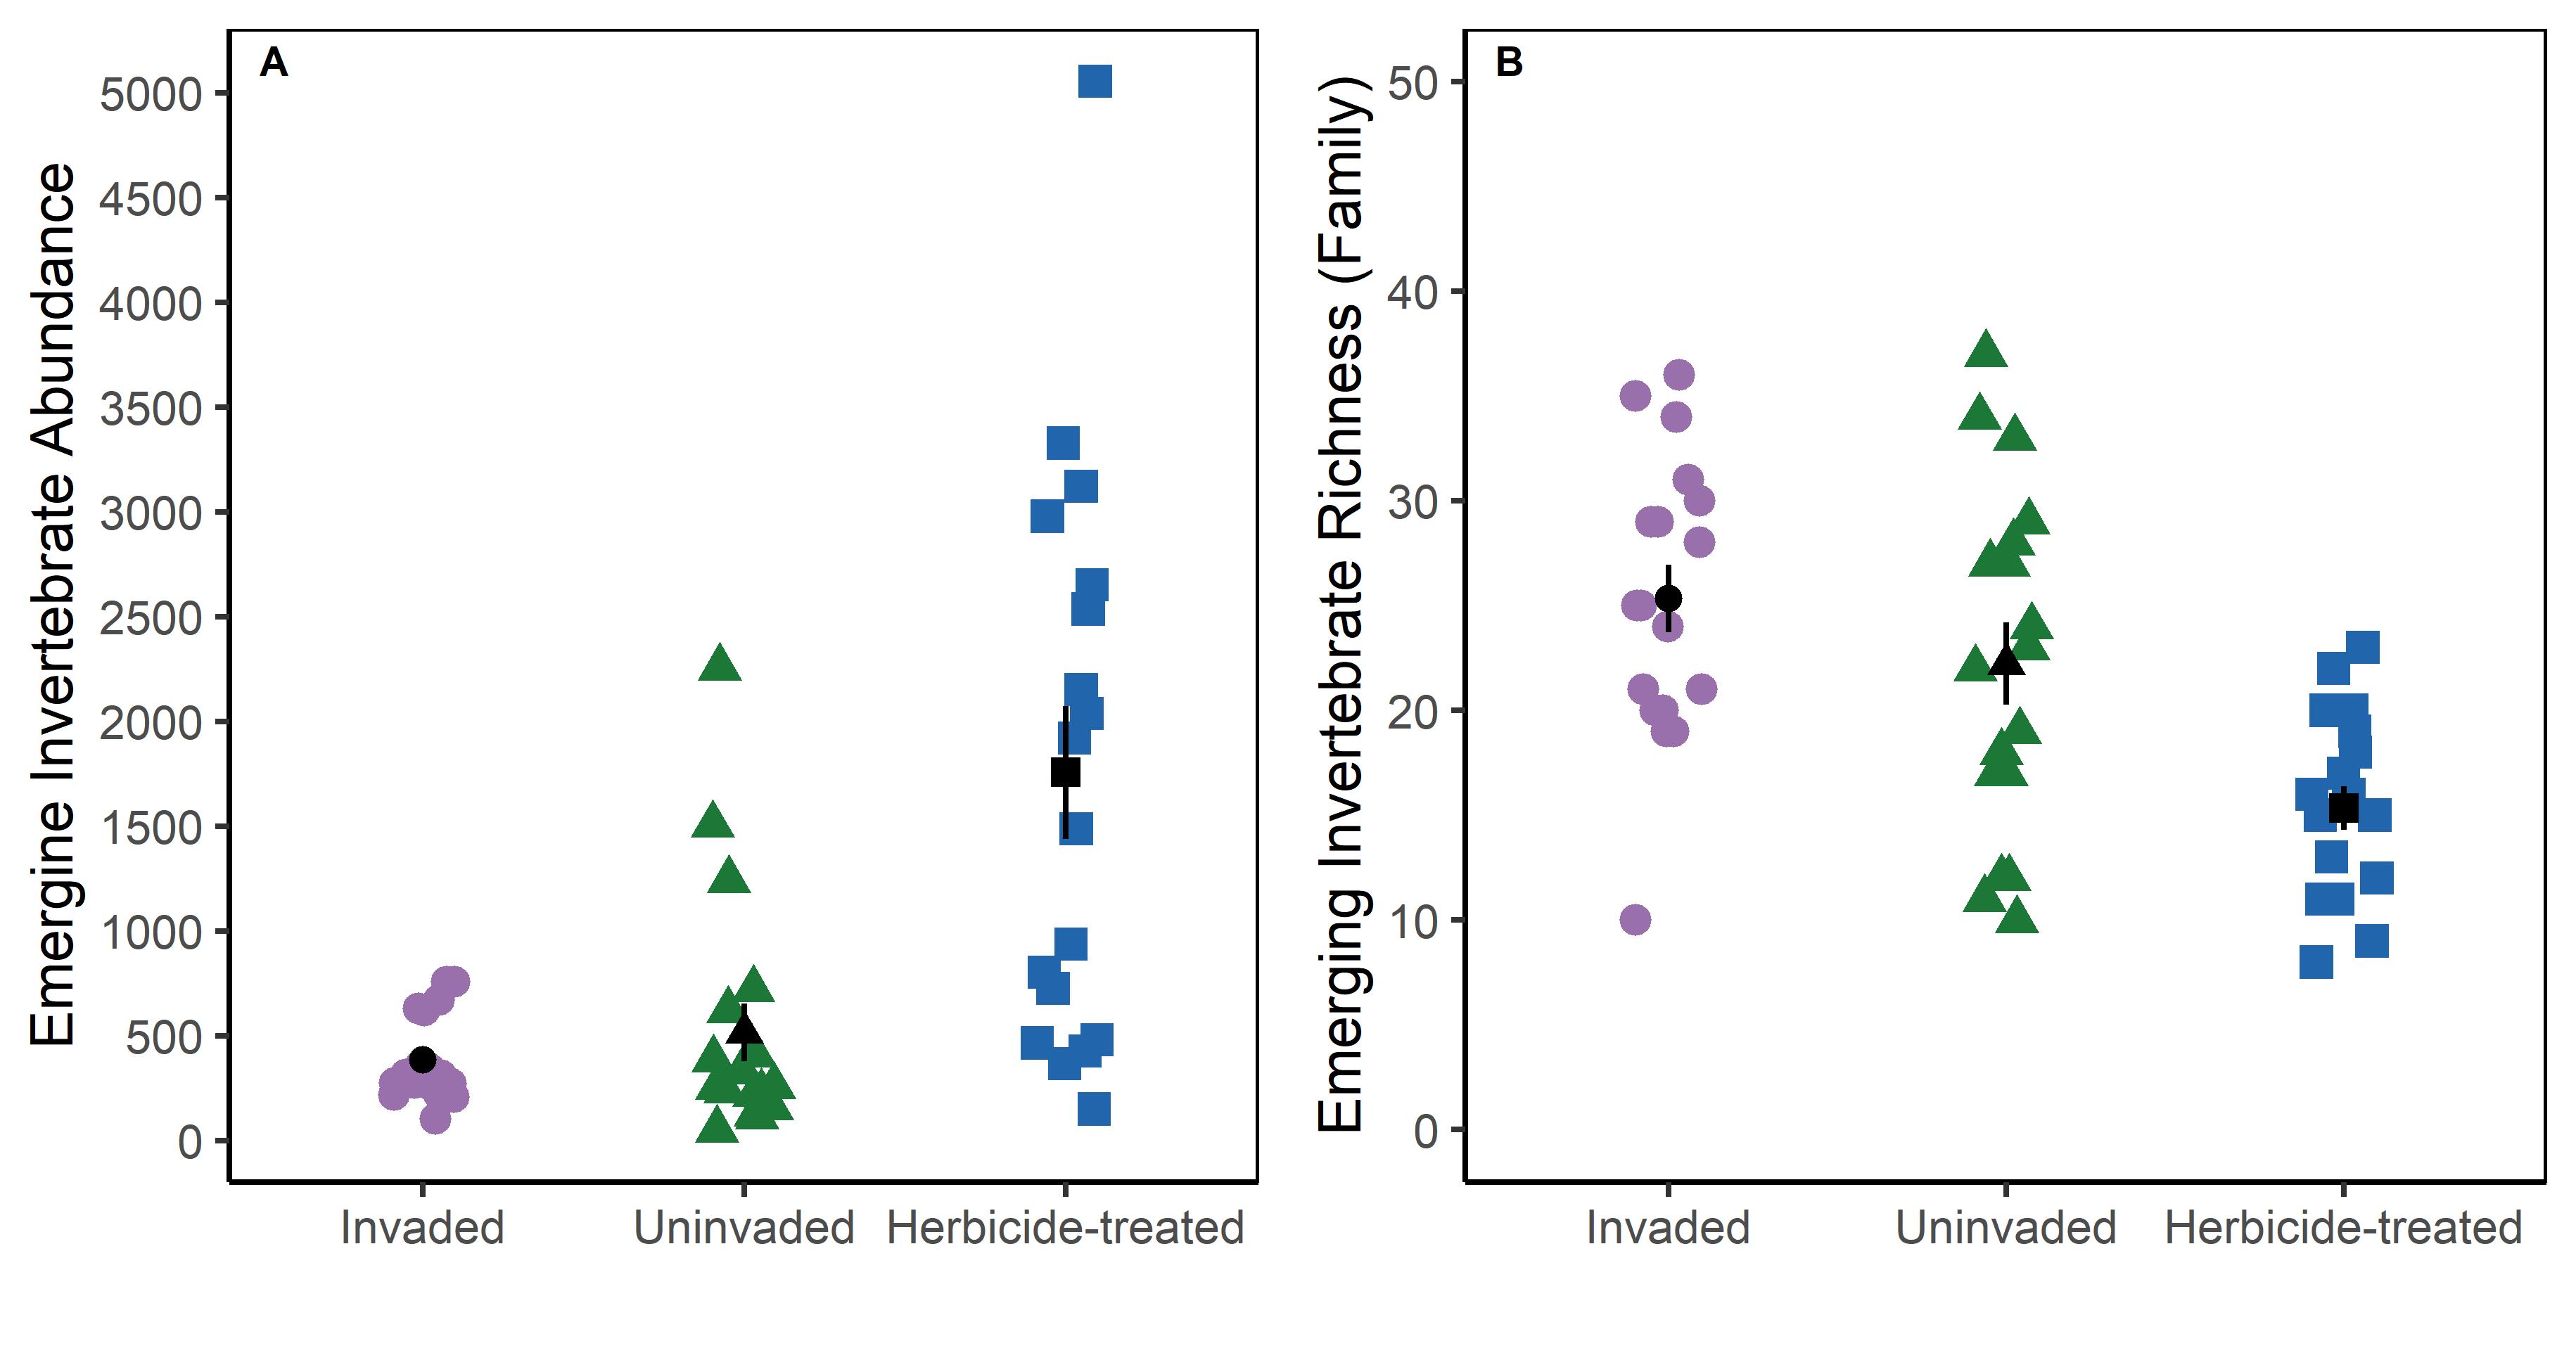 A
Emergine Invertebrate Abundance
5000
4500
4000
3500
3000
2500
2000
1500
1000
500
0
Invaded Uninvaded Herbicide-treated
B
Emerging Invertebrate Richness (Family)
50
40
30
20
10
0
Invaded Uninvaded Herbicide-treated